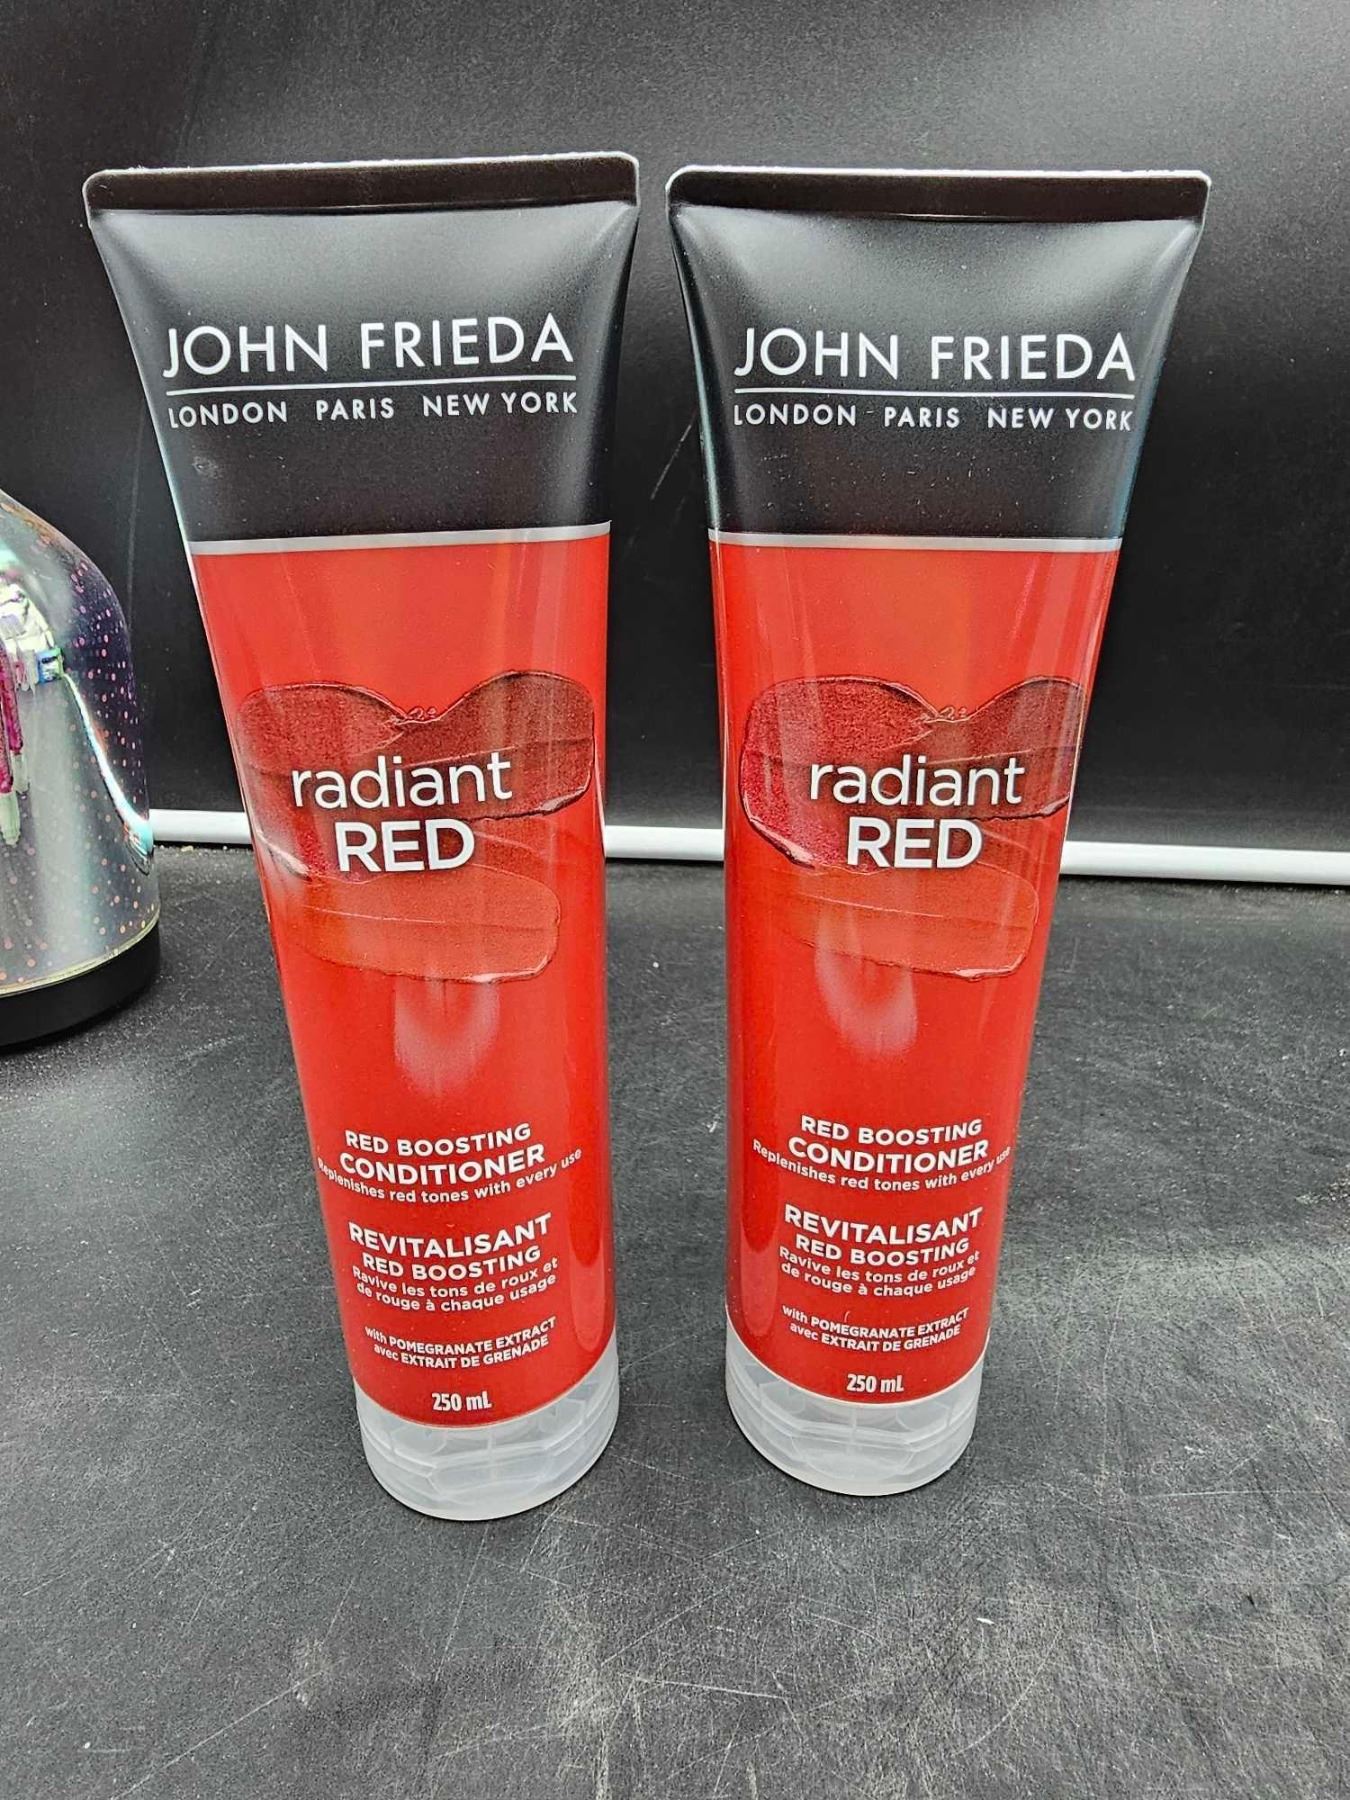 JOHN FRIEDA
LONDON PARIS NEW YORK
radiant
RED
RED BOOSTING
CONDITIONER
Replenishes red tones with every use
REVITALISANT
RED BOOSTING
Ravive les tons de roux et
de rouge à chaque usage
with POMEGRANATE EXTRACT
avec EXTRAIT DE GRENADE
250 mL
JOHN FRIEDA
LONDON PARIS NEW YORK
radiant
RED
RED BOOSTING
CONDITIONER
Replenishes red tones with every use
REVITALISANT
RED BOOSTING
Ravive les tons de roux et
de rouge à chaque usage
with POMEGRANATE EXTRACT
avec EXTRAIT DE GRENADE
250 mL